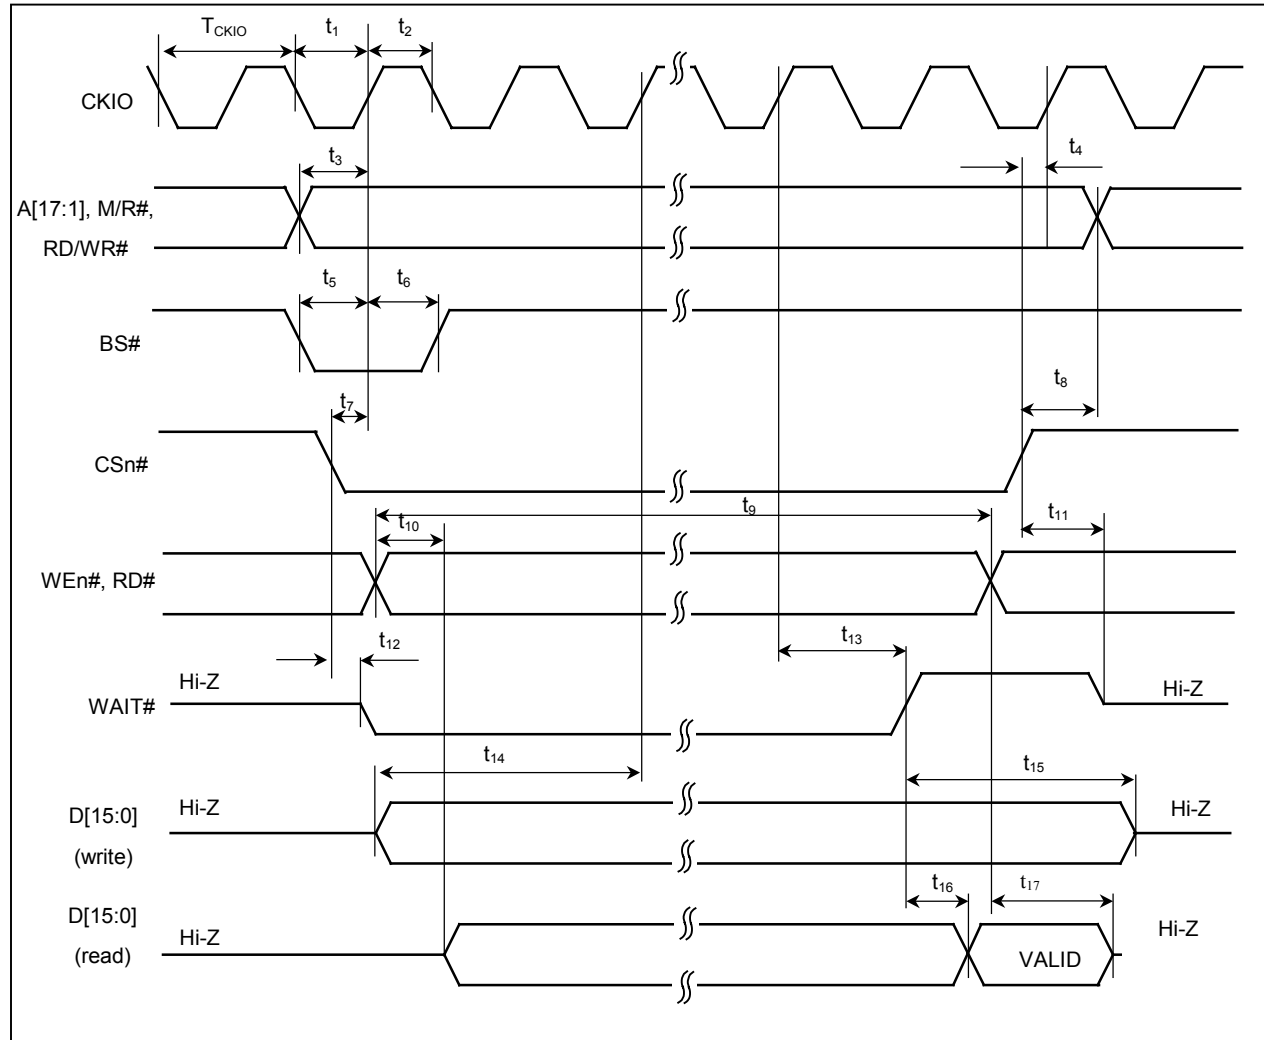 TCKIO t1 t2
CKIO
t3 t4
A[17:1], M/R#,
RD/WR#
t5 t6
BS#
t7 t8
CSn#
t9
t10 t11
WEn#, RD#
t12 t13
Hi-Z Hi-Z
WAIT#
t14 t15
Hi-Z Hi-Z
D[15:0]
(write)
t16 t17
D[15:0]
Hi-Z Hi-Z
(read) VALID